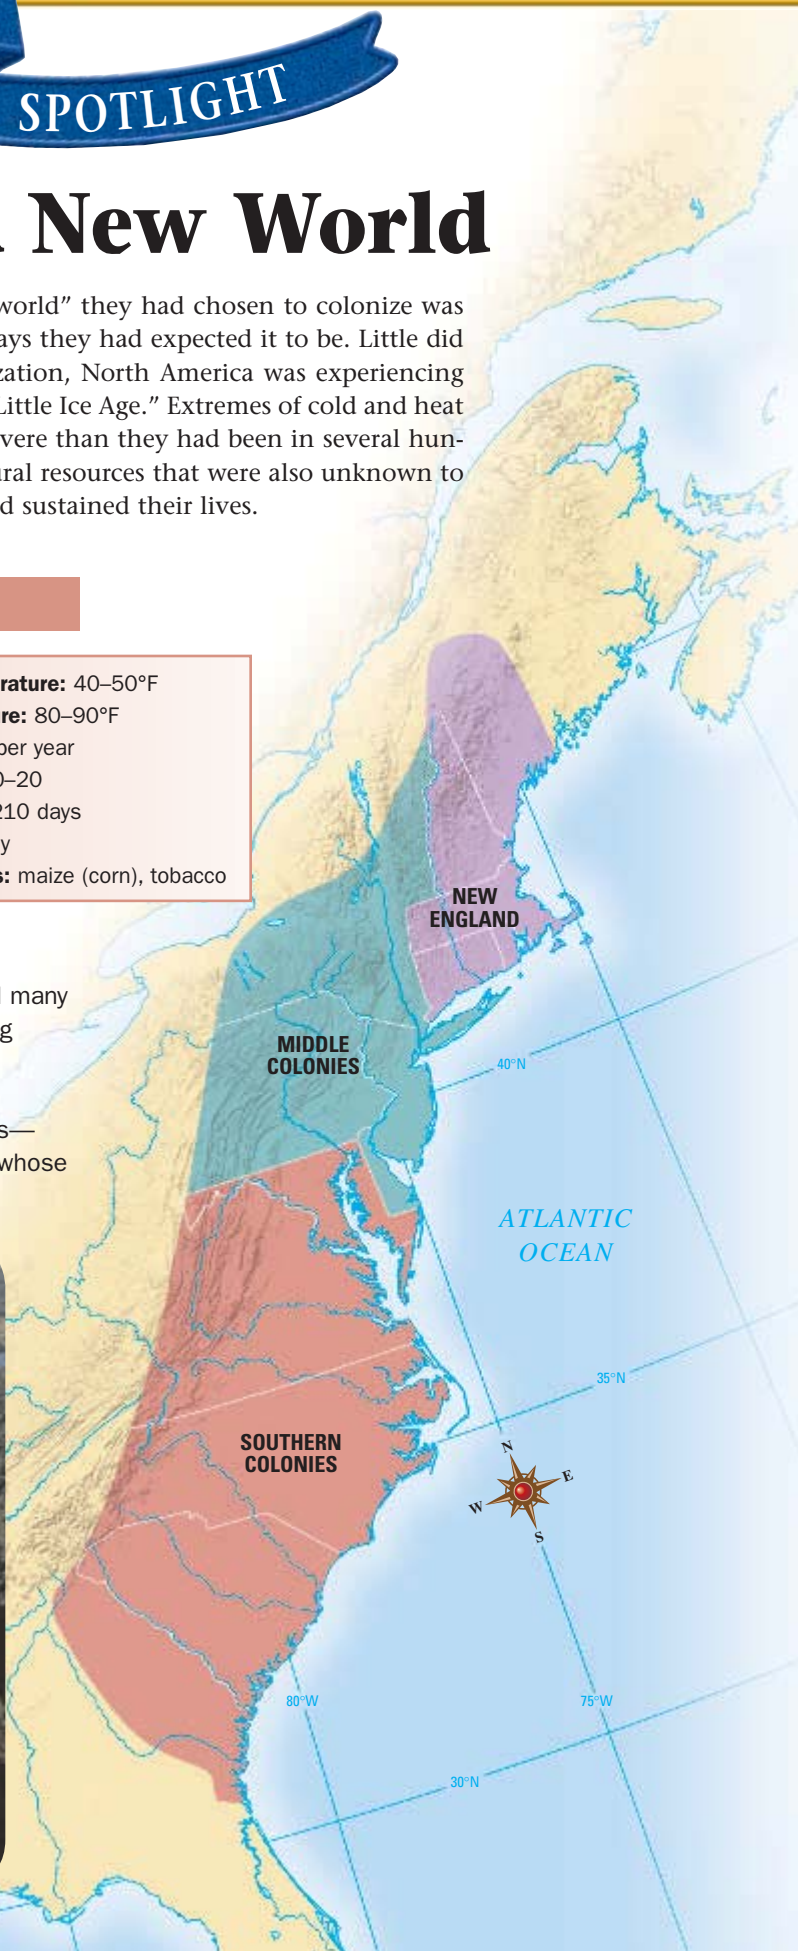 SPOTLIGHT
New World
world” they had chosen to colonize was
ays they had expected it to be. Little did
zation, North America was experiencing
Little Ice Age.” Extremes of cold and heat
vere than they had been in several hun-
ural resources that were also unknown to
d sustained their lives.
rature: 40–50°F
re: 80–90°F
per year
0–20
210 days
y
s: maize (corn), tobacco
many
g
s—
whose
NEW
ENGLAND
MIDDLE
COLONIES
40°N
ATLANTIC
OCEAN
35°N
SOUTHERN
COLONIES
N
E
W
S
80°W
75°W
30°N